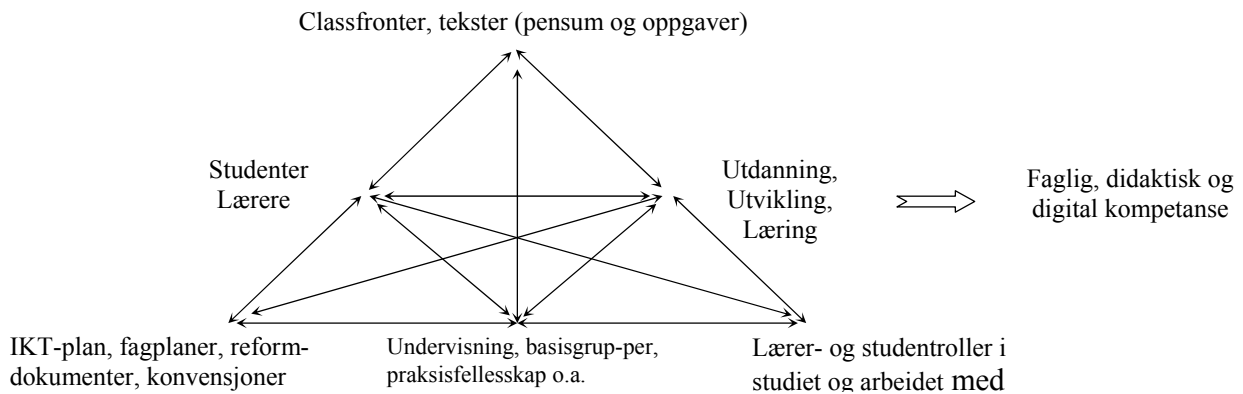 Classfronter, tekster (pensum og oppgaver)
Studenter
Lærere
Utdanning,
Utvikling,
Læring
Faglig, didaktisk og
digital kompetanse
IKT-plan, fagplaner, reform-
dokumenter, konvensjoner
Undervisning, basisgrup-per,
praksisfellesskap o.a.
Lærer- og studentroller i
studiet og arbeidet med